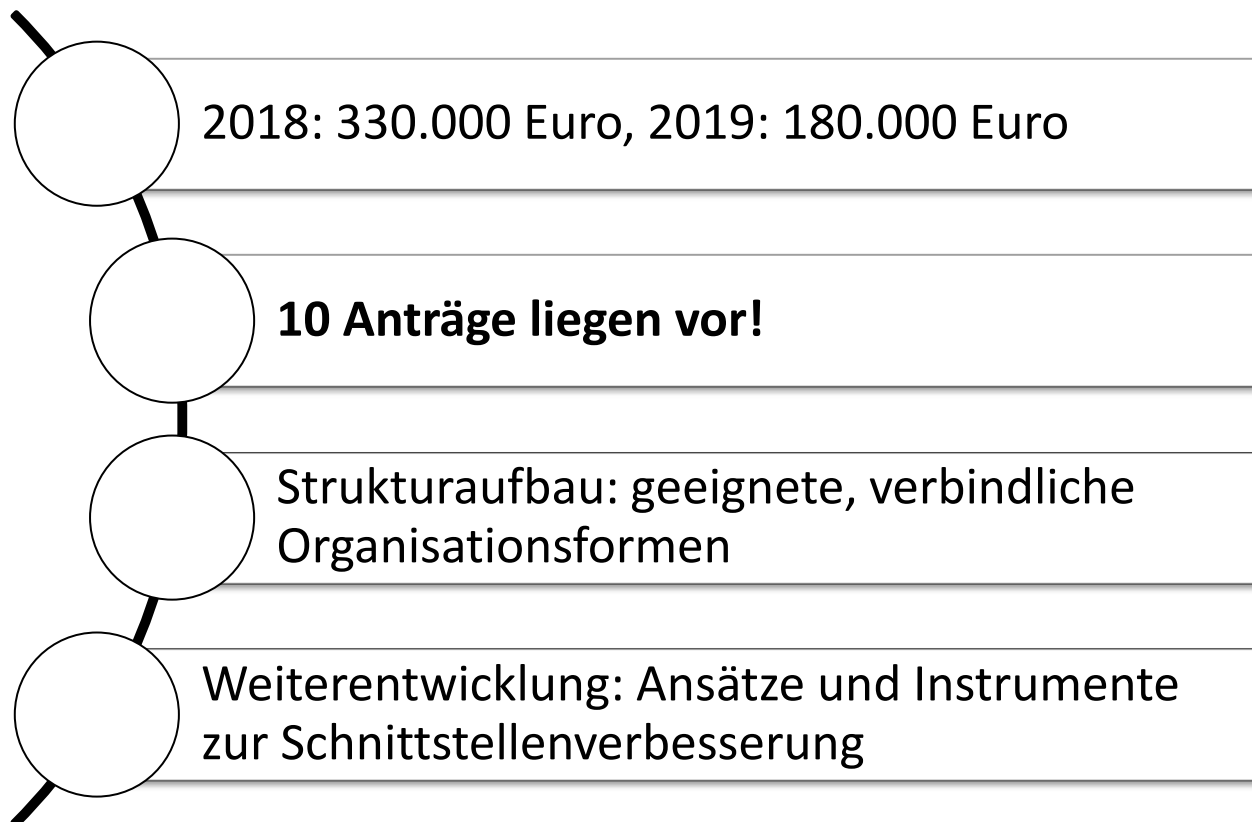 2018: 330.000 Euro, 2019: 180.000 Euro
10 Anträge liegen vor!
Strukturaufbau: geeignete, verbindliche
Organisationsformen
Weiterentwicklung: Ansätze und Instrumente
zur Schnittstellenverbesserung